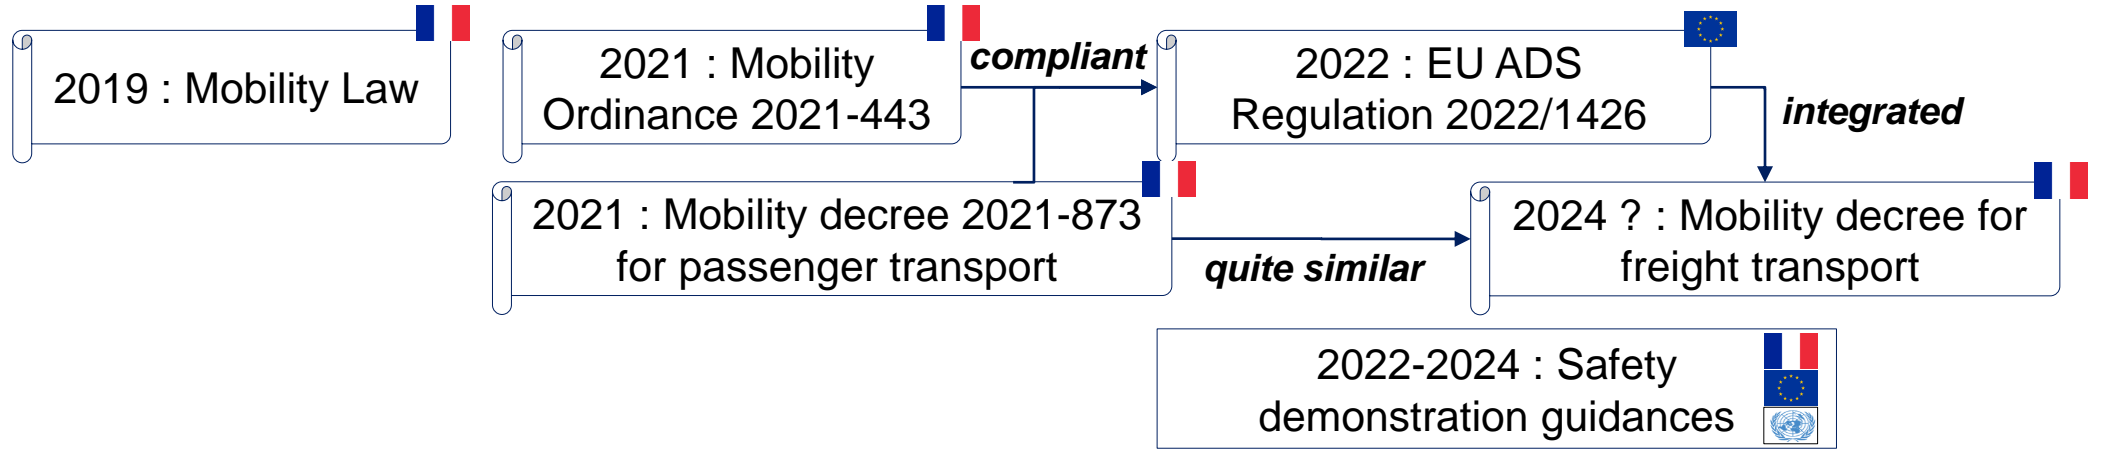 2019 : Mobility Law
2021 : Mobility
Ordinance 2021-443
compliant
2022 : EU ADS
Regulation 2022/1426
integrated
2021 : Mobility decree 2021-873
for passenger transport
quite similar
2024 ? : Mobility decree for
freight transport
2022-2024 : Safety
demonstration guidances